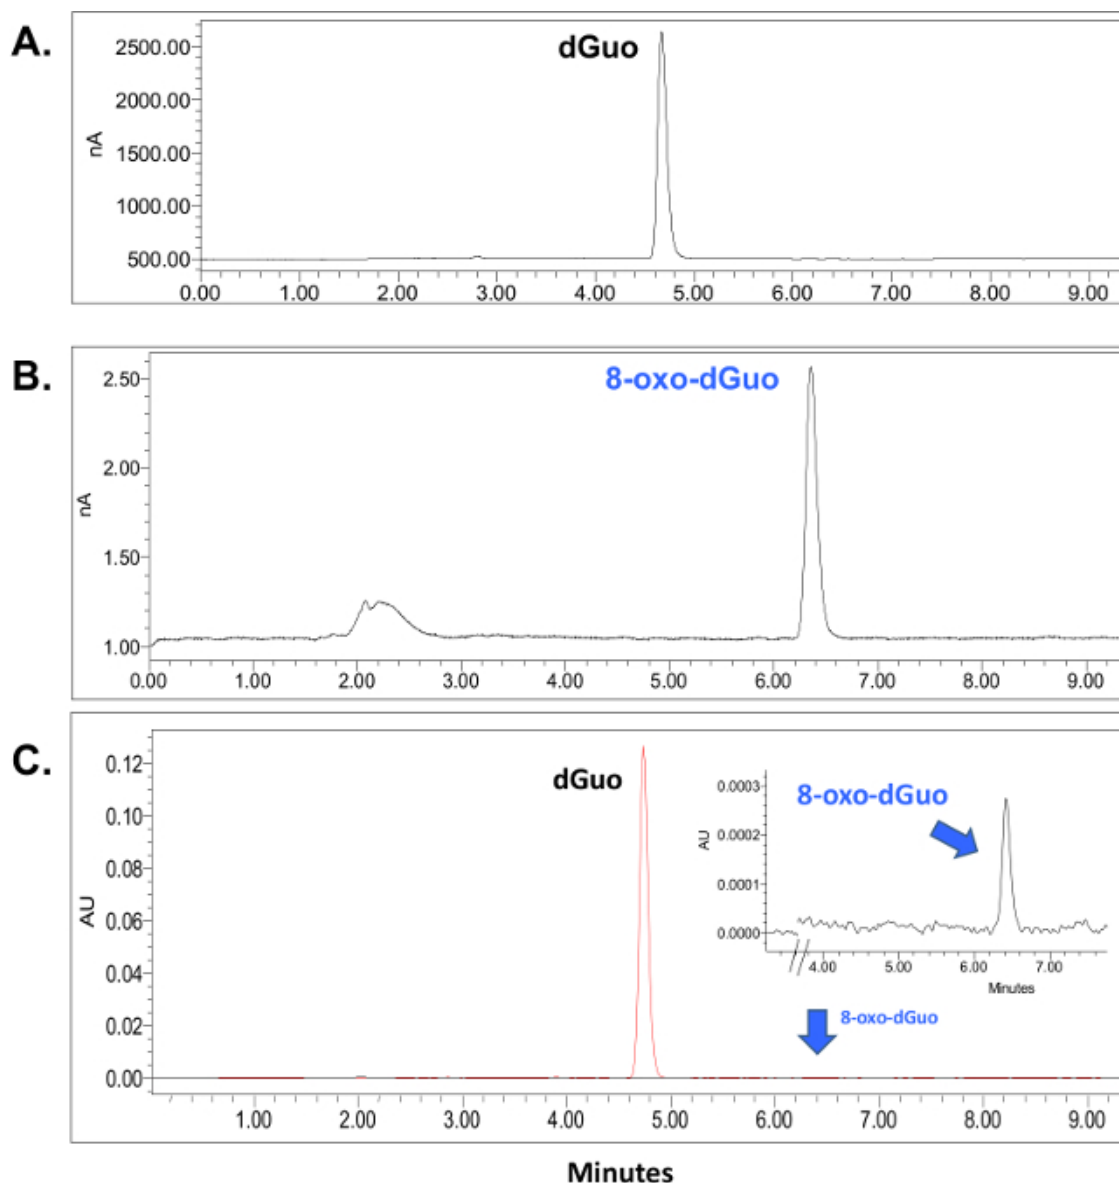 A.
dGuo
2500.00
2000.00
1500.00
1000.00
500.00
nA
0.00 1.00 2.00 3.00 4.00 5.00 6.00 7.00 8.00 9.00
B.
8-oxo-dGuo
2.50
2.00
1.50
1.00
nA
0.00 1.00 2.00 3.00 4.00 5.00 6.00 7.00 8.00 9.00
C.
dGuo
0.12
0.10
0.08
0.06
0.04
0.02
0.00
AU
8-oxo-dGuo
0.0003
0.0002
0.0001
0.0000
AU
4.00 5.00 6.00 7.00
Minutes
8-oxo-dGuo
1.00 2.00 3.00 4.00 5.00 6.00 7.00 8.00 9.00
Minutes